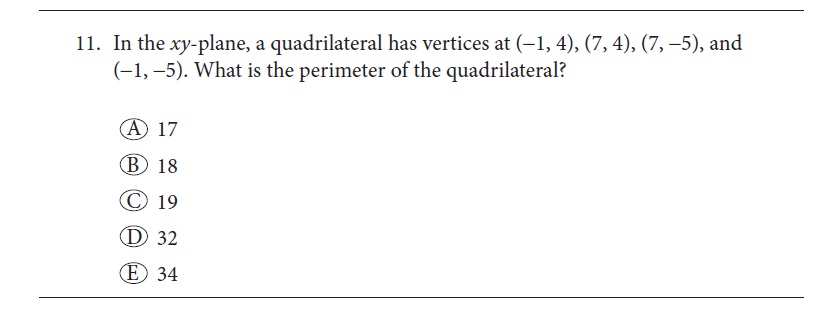 11. In the xy-plane, a quadrilateral has vertices at (−1, 4), (7, 4), (7, −5), and
(−1, −5). What is the perimeter of the quadrilateral?
A 17
B 18
C 19
D 32
E 34